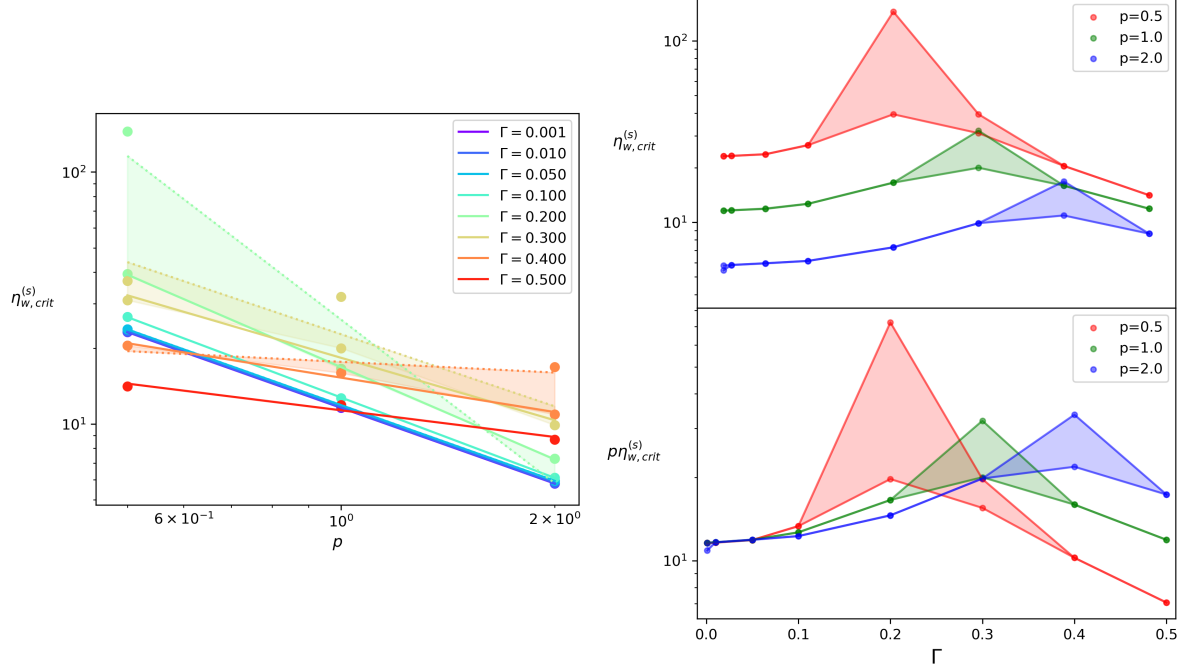 η_{w,crit}^{(s)}
10²
10¹
6 × 10⁻¹
10⁰
2 × 10⁰
p
Γ = 0.001
Γ = 0.010
Γ = 0.050
Γ = 0.100
Γ = 0.200
Γ = 0.300
Γ = 0.400
Γ = 0.500
η_{w,crit}^{(s)}
10²
10¹
p=0.5
p=1.0
p=2.0
pη_{w,crit}^{(s)}
10¹
p=0.5
p=1.0
p=2.0
0.0 0.1 0.2 0.3 0.4 0.5
Γ